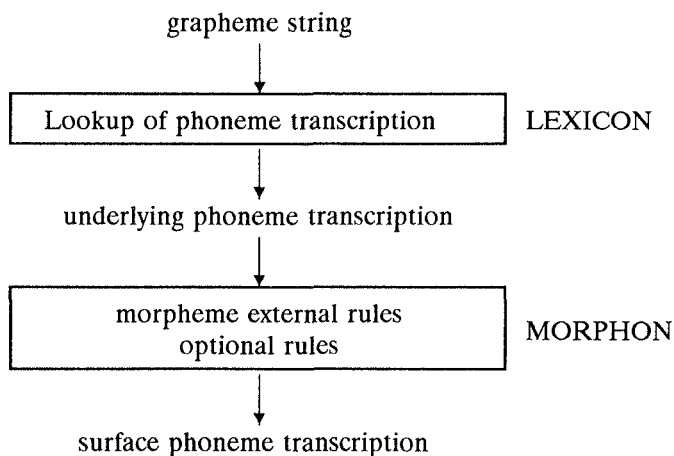 grapheme string
Lookup of phoneme transcription LEXICON
underlying phoneme transcription
morpheme external rules
optional rules
MORPHON
surface phoneme transcription